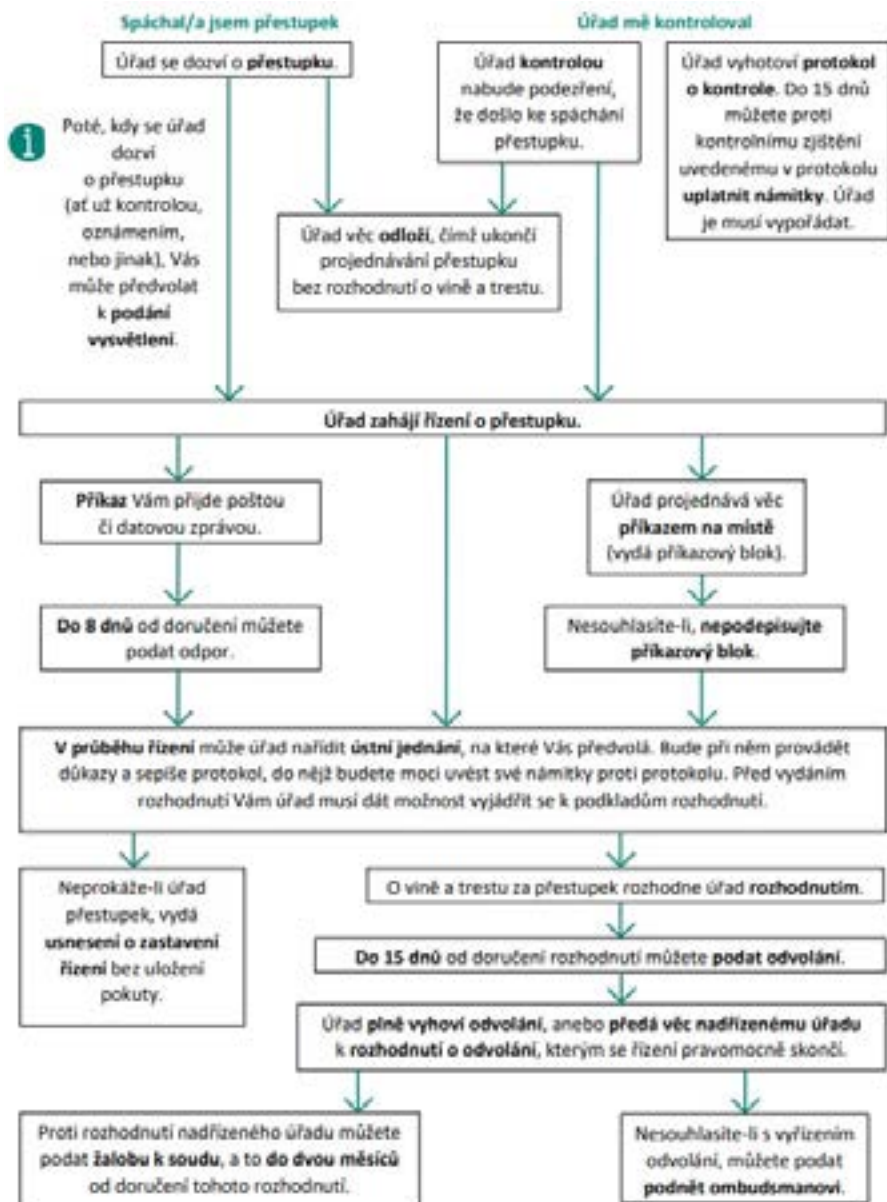 Spáchal/a jsem přestupek
Úřad mě kontroloval
Úřad se dozví o přestupku.
Úřad kontrolou
nabude podezření,
že došlo ke spáchání
přestupku.
Úřad vyhotoví protokol
o kontrole. Do 15 dnů
můžete proti
kontrolnímu zjištění
uvedenému v protokolu
uplatnit námitky. Úřad
je musí vypořádat.
i
Poté, kdy se úřad
dozví
o přestupku
(ať už kontrolou,
oznámením,
nebo jinak), Vás
může předvolat
k podání
vysvětlení.
Úřad věc odloží, čímž ukončí
projednávání přestupku
bez rozhodnutí o vině a trestu.
Úřad zahájí řízení o přestupku.
Příkaz Vám přijde poštou
či datovou zprávou.
Úřad projednává věc
příkazem na místě
(vydá příkazový blok).
Do 8 dnů od doručení můžete
podat odpor.
Nesouhlasíte-li, nepodepisujte
příkazový blok.
V průběhu řízení může úřad nařídit ústní jednání, na které Vás předvolá. Bude při něm provádět
důkazy a sepíše protokol, do nějž budete moci uvést své námitky proti protokolu. Před vydáním
rozhodnutí Vám úřad musí dát možnost vyjádřit se k podkladům rozhodnutí.
Neprokáže-li úřad
přestupek, vydá
usnesení o zastavení
řízení bez uložení
pokuty.
O vině a trestu za přestupek rozhodne úřad rozhodnutím.
Do 15 dnů od doručení rozhodnutí můžete podat odvolání.
Úřad plně vyhoví odvolání, anebo předá věc nadřízenému úřadu
k rozhodnutí o odvolání, kterým se řízení pravomocně skončí.
Proti rozhodnutí nadřízeného úřadu můžete
podat žalobu k soudu, a to do dvou měsíců
od doručení tohoto rozhodnutí.
Nesouhlasíte-li s vyřízením
odvolání, můžete podat
podnět ombudsmanovi.